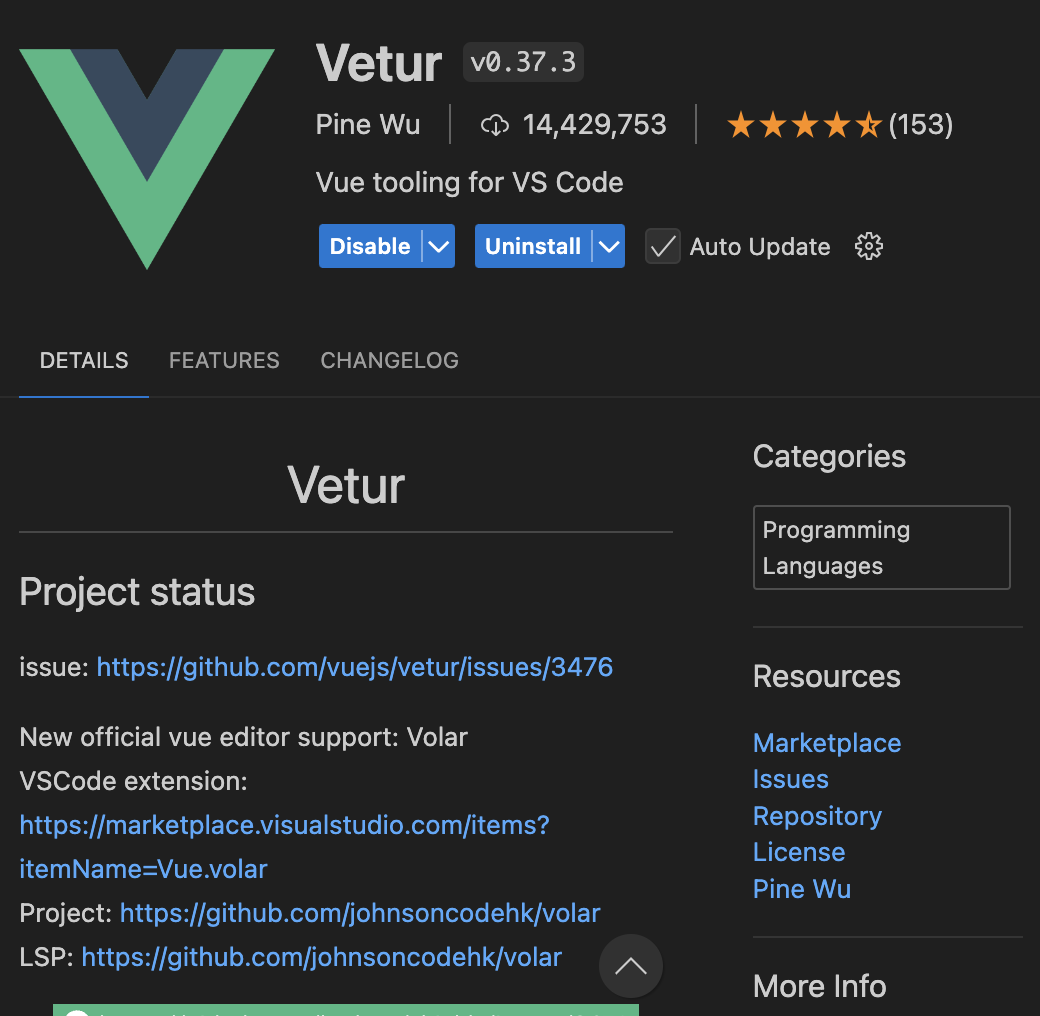 Vetur v0.37.3
Pine Wu 14,429,753 (153)
Vue tooling for VS Code
Disable Uninstall Auto Update
DETAILS FEATURES CHANGELOG
Vetur
Project status
issue: https://github.com/vuejs/vetur/issues/3476
New official vue editor support: Volar
VSCode extension:
https://marketplace.visualstudio.com/items?
itemName=Vue.volar
Project: https://github.com/johnsoncodehk/volar
LSP: https://github.com/johnsoncodehk/volar
Categories
Programming
Languages
Resources
Marketplace
Issues
Repository
License
Pine Wu
More Info